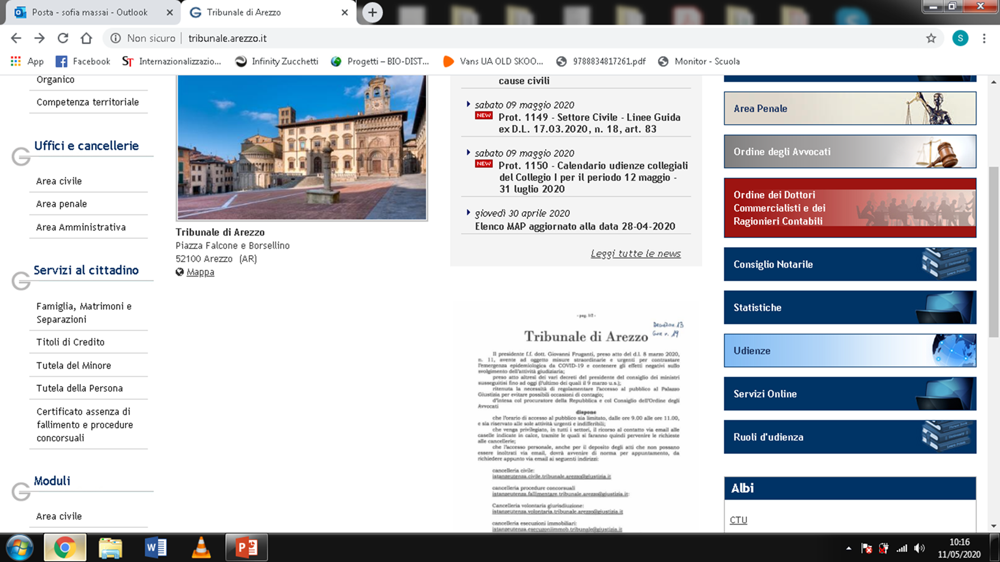 Posta - sofia massai - Outlook
Tribunale di Arezzo
Non sicuro
tribunale.arezzo.it
S
App
Facebook
ST Internazionalizzazio...
Infinity Zucchetti
Progetti – BIO-DIST...
Vans UA OLD SKOO...
9788834817261.pdf
Monitor - Scuola
Organico
Competenza territoriale
Uffici e cancellerie
Area civile
Area penale
Area Amministrativa
Servizi al cittadino
Famiglia, Matrimoni e
Separazioni
Titoli di Credito
Tutela del Minore
Tutela della Persona
Certificato assenza di
fallimento e procedure
concorsuali
Moduli
Area civile
Tribunale di Arezzo
Piazza Falcone e Borsellino
52100 Arezzo (AR)
Mappa
cause civili
sabato 09 maggio 2020
NEW Prot. 1149 - Settore Civile - Linee Guida
ex D.L. 17.03.2020, n. 18, art. 83
sabato 09 maggio 2020
NEW Prot. 1150 - Calendario udienze collegiali
del Collegio I per il periodo 12 maggio -
31 luglio 2020
giovedì 30 aprile 2020
Elenco MAP aggiornato alla data 28-04-2020
Leggi tutte le news
- pag. 1/2 -
Tribunale di Arezzo
Il presidente f.f. dott. Giovanni Fruganti, preso atto del d.l. 8 marzo 2020,
n. 11, avente ad oggetto misure straordinarie e urgenti per contrastare
l'emergenza epidemiologica da COVID-19 e contenere gli effetti negativi sullo
svolgimento dell'attività giudiziaria;
preso atto altresì dei vari decreti del presidente del consiglio dei ministri
susseguitisi fino ad oggi (l'ultimo dei quali il 9 marzo u.s.);
ritenuta la necessità di regolamentare l'accesso al pubblico al Palazzo
Giustizia per evitare possibili occasioni di contagio;
d'intesa col procuratore della Repubblica e col Consiglio dell'Ordine degli
Avvocati
dispone
che l'orario di accesso al pubblico sia limitato, dalle ore 9.00 alle ore 11.00,
e sia riservato alle sole attività urgenti e indifferibili;
che venga privilegiato, in tutti i settori, il ricorso al contatto via email alle
caselle indicate in calce, tramite le quali si faranno quindi pervenire le richieste
alle cancellerie;
che l'accesso personale, anche per il deposito degli atti che non possano
essere inoltrati via email, dovrà avvenire di norma per appuntamento, da
richiedere appunto via email ai seguenti indirizzi:
cancelleria civile:
istanzeutenza.civile.tribunale.arezzo@giustizia.it
cancelleria procedure concorsuali
istanzeutenza.fallimentare.tribunale.arezzo@giustizia.it:
Cancelleria volontaria giurisdiuzione:
istanzeutenza.volontaria.tribunale.arezzo@giustizia.it
cancelleria esecuzioni immobiliari:
istanzeutenza.esecuzoniimmob.tribunale@giustizia.it
Area Penale
Ordine degli Avvocati
Ordine dei Dottori
Commercialisti e dei
Ragionieri Contabili
Consiglio Notarile
Statistiche
Udienze
Servizi Online
Ruoli d'udienza
Albi
CTU
10:16
11/05/2020